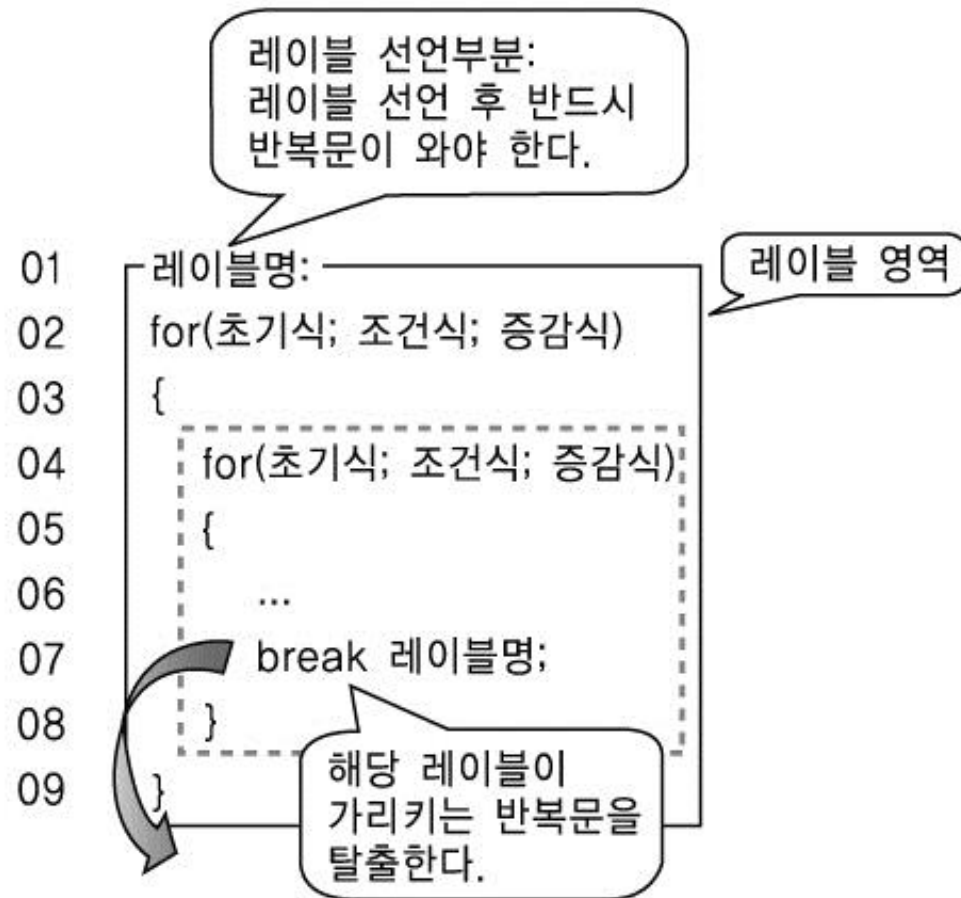 레이블 선언부분:
레이블 선언 후 반드시
반복문이 와야 한다.
01 레이블명:
레이블 영역
02 for(초기식; 조건식; 증감식)
03 {
04 for(초기식; 조건식; 증감식)
05 {
06 ...
07 break 레이블명;
08 }
09 }
해당 레이블이
가리키는 반복문을
탈출한다.